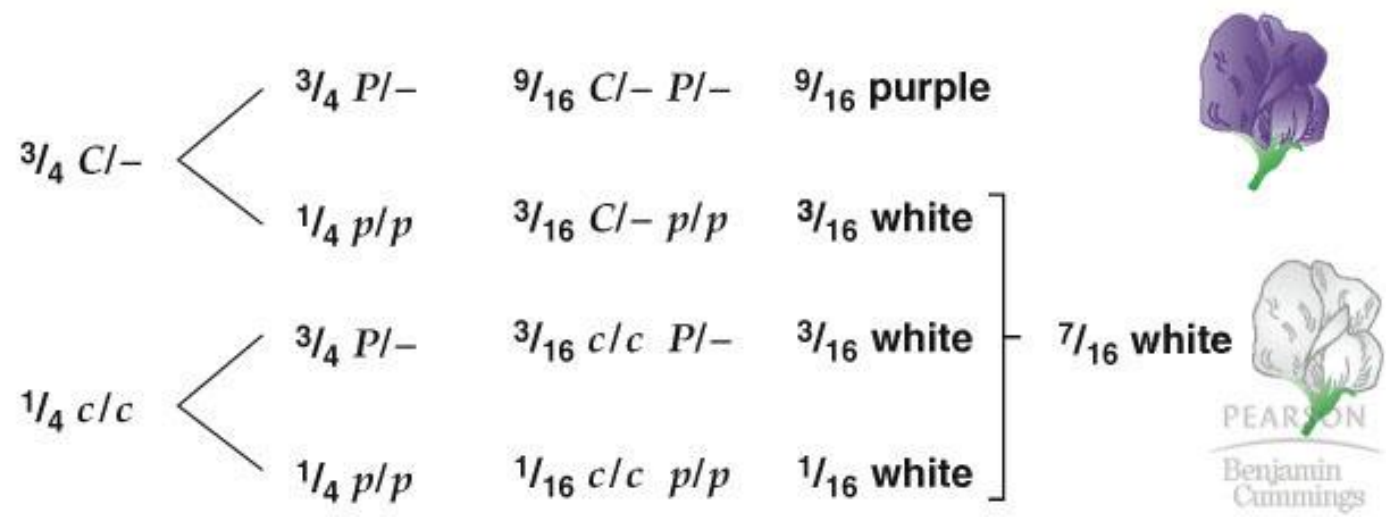 3/4 P/– 9/16 C/– P/– 9/16 purple
3/4 C/–
1/4 p/p 3/16 C/– p/p 3/16 white
3/4 P/– 3/16 c/c P/– 3/16 white 7/16 white
1/4 c/c
1/4 p/p 1/16 c/c p/p 1/16 white
PEARSON
Benjamin
Cummings